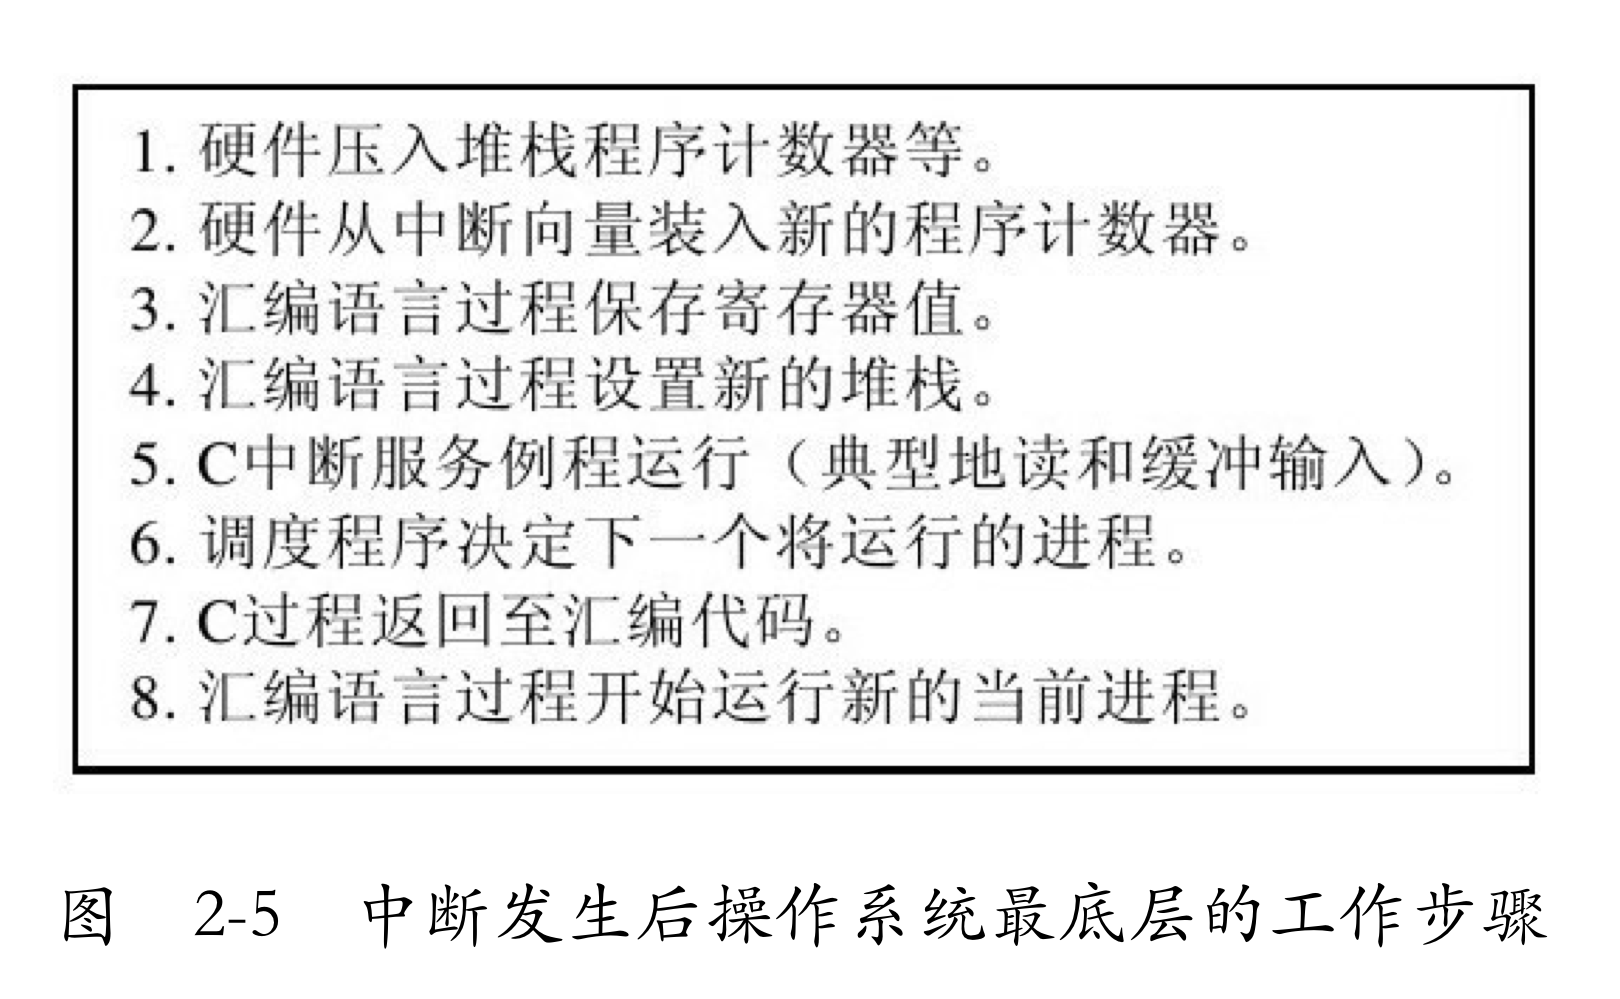 1. 硬件压入堆栈程序计数器等。
2. 硬件从中断向量装入新的程序计数器。
3. 汇编语言过程保存寄存器值。
4. 汇编语言过程设置新的堆栈。
5. C中断服务例程运行（典型地读和缓冲输入）。
6. 调度程序决定下一个将运行的进程。
7. C过程返回至汇编代码。
8. 汇编语言过程开始运行新的当前进程。
图 2-5 中断发生后操作系统最底层的工作步骤